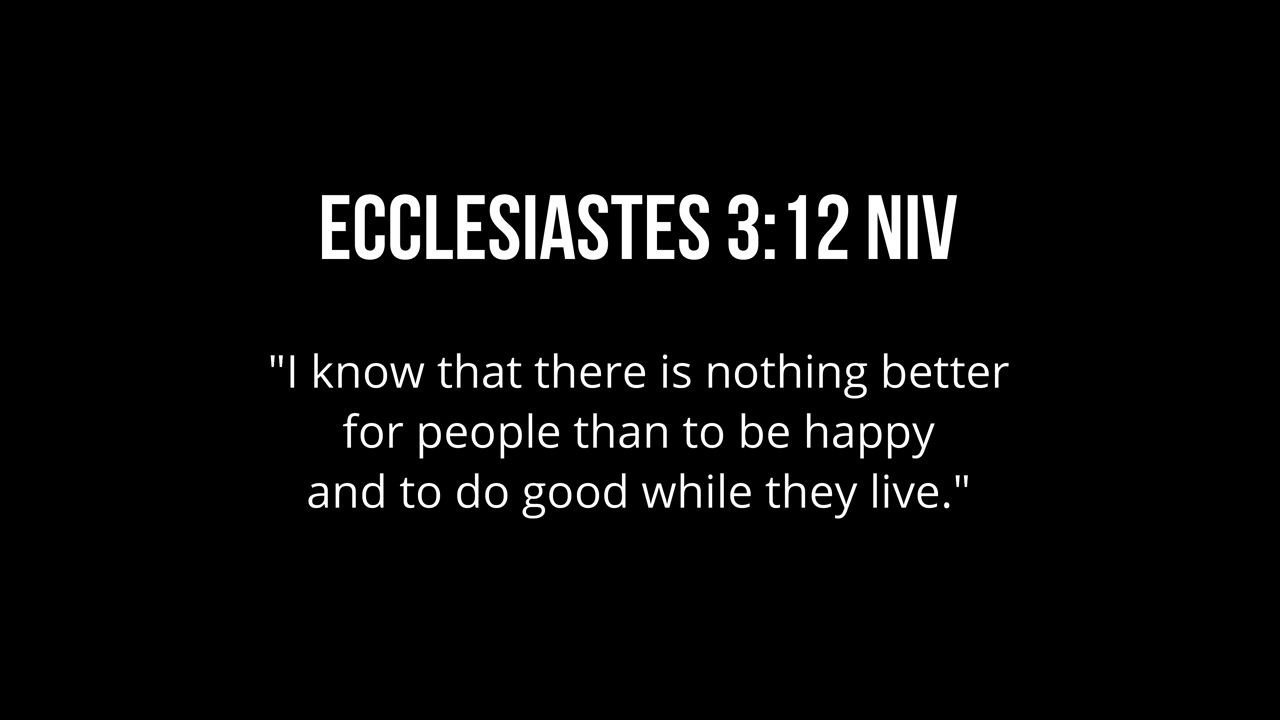 ECCLESIASTES 3:12 NIV
"I know that there is nothing better
for people than to be happy
and to do good while they live."